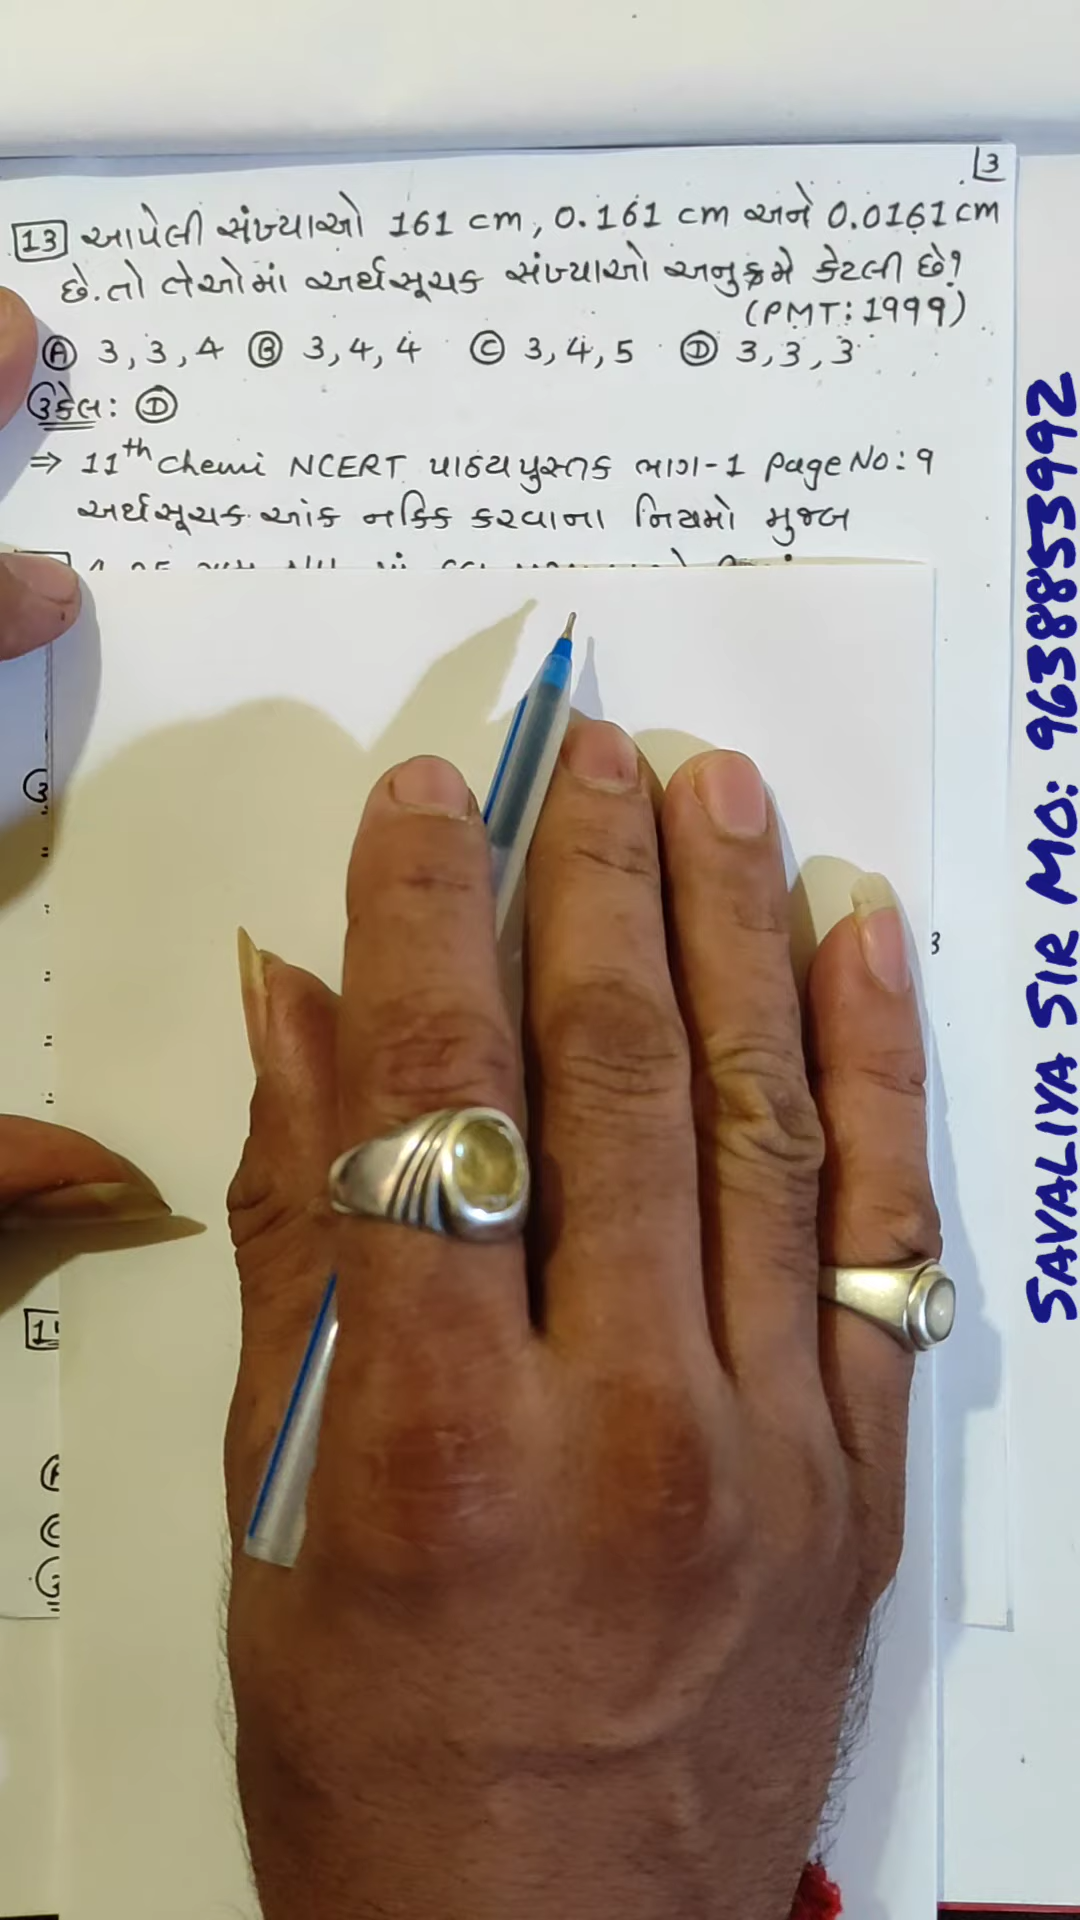 3
13 આપેલી સંખ્યાઓ 161 cm, 0.161 cm અને 0.0161 cm
છે. તો તેઓમાં અર્થસૂચક સંખ્યાઓ અનુક્રમે કેટલી છે?
(PMT: 1999)
A 3, 3, 4 B 3, 4, 4 C 3, 4, 5 D 3, 3, 3
ઉકેલ: D
⇒ 11th chemi NCERT પાઠ્યપુસ્તક ભાગ-1 Page No: 9
અર્થસૂચક આંક નક્કિ કરવાના નિયમો મુજબ
3
SAVALIYA SIR MO: 9638853992